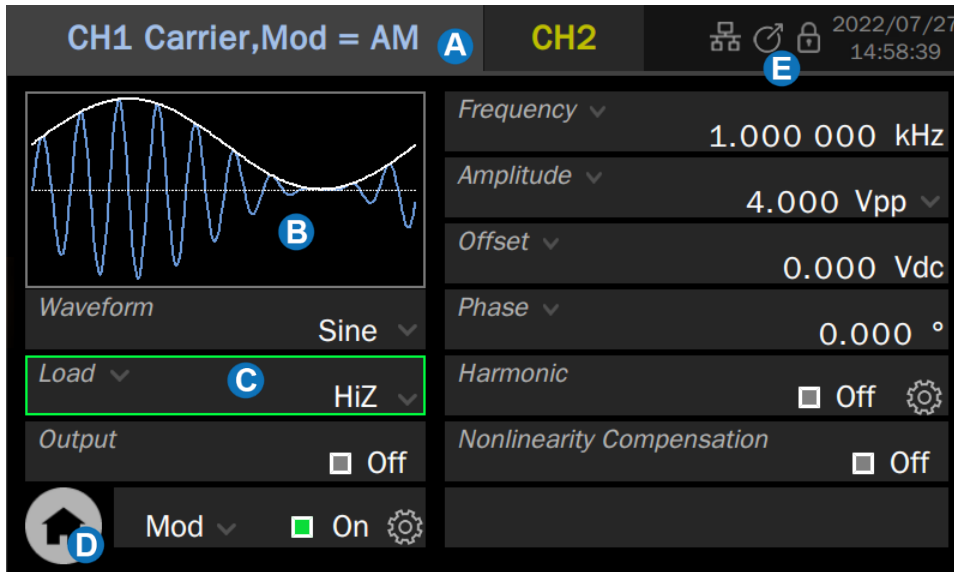 CH1 Carrier,Mod = AM A CH2 2022/07/27
14:58:39
E
Frequency
1.000 000 kHz
Amplitude
4.000 Vpp
B
Offset
0.000 Vdc
Waveform
Sine
Phase
0.000 °
Load C
HiZ
Harmonic
Off
Output
Off
Nonlinearity Compensation
Off
D Mod On